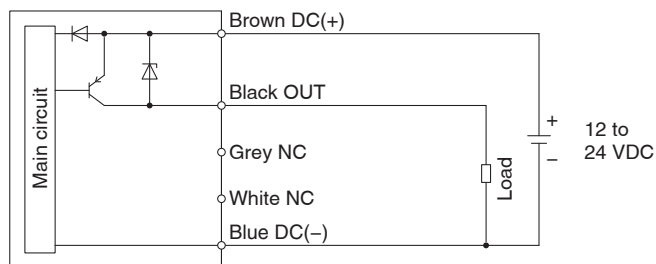 Brown DC(+)
Main circuit
Black OUT
Grey NC
White NC
Blue DC(−)
Load
+
−
12 to
24 VDC